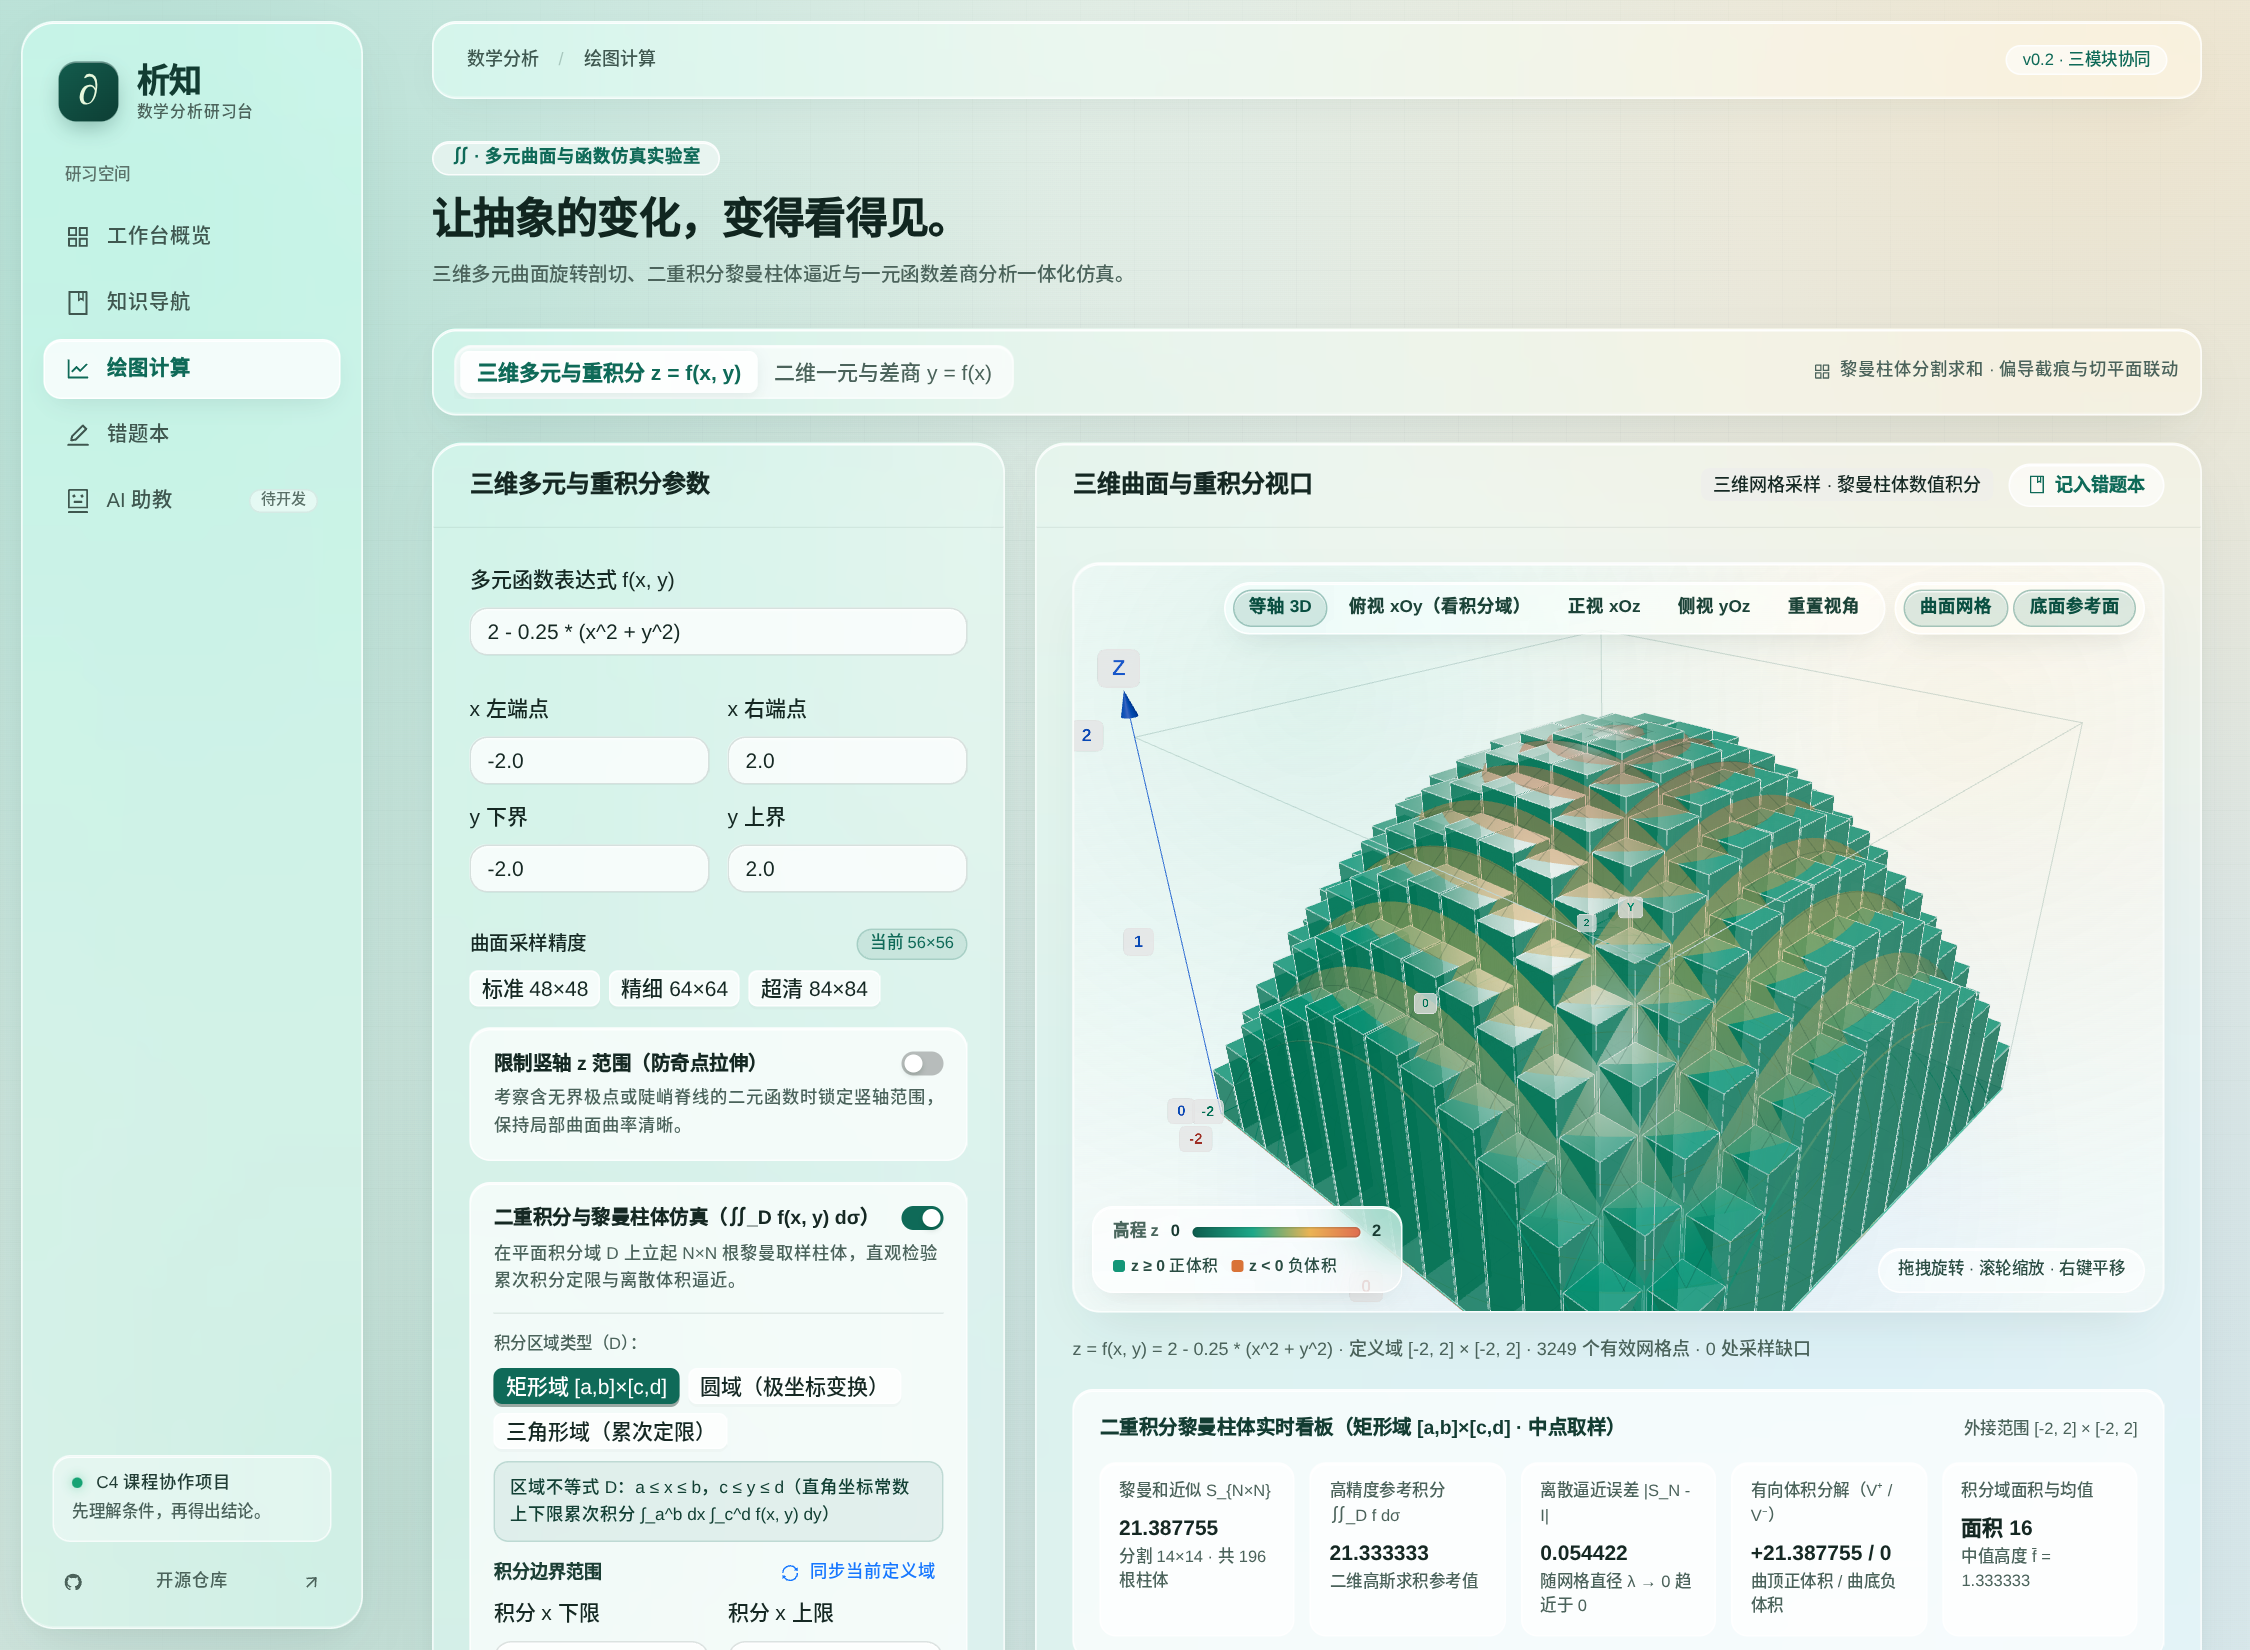 ∂
析知
数学分析研习台
研习空间
工作台概览
知识导航
绘图计算
错题本
AI 助教
待开发
C4 课程协作项目
先理解条件，再得出结论。
开源仓库
数学分析 / 绘图计算
v0.2 · 三模块协同
∬ · 多元曲面与函数仿真实验室
让抽象的变化，变得看得见。
三维多元曲面旋转剖切、二重积分黎曼柱体逼近与一元函数差商分析一体化仿真。
三维多元与重积分 z = f(x, y)
二维一元与差商 y = f(x)
黎曼柱体分割求和 · 偏导截痕与切平面联动
三维多元与重积分参数
多元函数表达式 f(x, y)
2 - 0.25 * (x^2 + y^2)
x 左端点
x 右端点
-2.0
2.0
y 下界
y 上界
-2.0
2.0
曲面采样精度
当前 56×56
标准 48×48
精细 64×64
超清 84×84
限制竖轴 z 范围（防奇点拉伸）
考察含无界极点或陡峭脊线的二元函数时锁定竖轴范围，
保持局部曲面曲率清晰。
二重积分与黎曼柱体仿真（∬_D f(x, y) dσ）
在平面积分域 D 上立起 N×N 根黎曼取样柱体，直观检验
累次积分定限与离散体积逼近。
积分区域类型（D）：
矩形域 [a,b]×[c,d]
圆域（极坐标变换）
三角形域（累次定限）
区域不等式 D：a ≤ x ≤ b，c ≤ y ≤ d（直角坐标常数
上下限累次积分 ∫_a^b dx ∫_c^d f(x, y) dy）
积分边界范围
同步当前定义域
积分 x 下限
积分 x 上限
三维曲面与重积分视口
三维网格采样 · 黎曼柱体数值积分
记入错题本
等轴 3D
俯视 xOy（看积分域）
正视 xOz
侧视 yOz
重置视角
曲面网格
底面参考面
Z
2
1
Y
2
0
0
-2
-2
0
高程 z 0 2
z ≥ 0 正体积
z < 0 负体积
拖拽旋转 · 滚轮缩放 · 右键平移
z = f(x, y) = 2 - 0.25 * (x^2 + y^2) · 定义域 [-2, 2] × [-2, 2] · 3249 个有效网格点 · 0 处采样缺口
二重积分黎曼柱体实时看板（矩形域 [a,b]×[c,d] · 中点取样）
外接范围 [-2, 2] × [-2, 2]
黎曼和近似 S_{N×N}
21.387755
分割 14×14 · 共 196
根柱体
高精度参考积分
∬_D f dσ
21.333333
二维高斯求积参考值
离散逼近误差 |S_N -
I|
0.054422
随网格直径 λ → 0 趋
近于 0
有向体积分解（V⁺ /
V⁻）
+21.387755 / 0
曲顶正体积 / 曲底负
体积
积分域面积与均值
面积 16
中值高度 f̄ =
1.333333